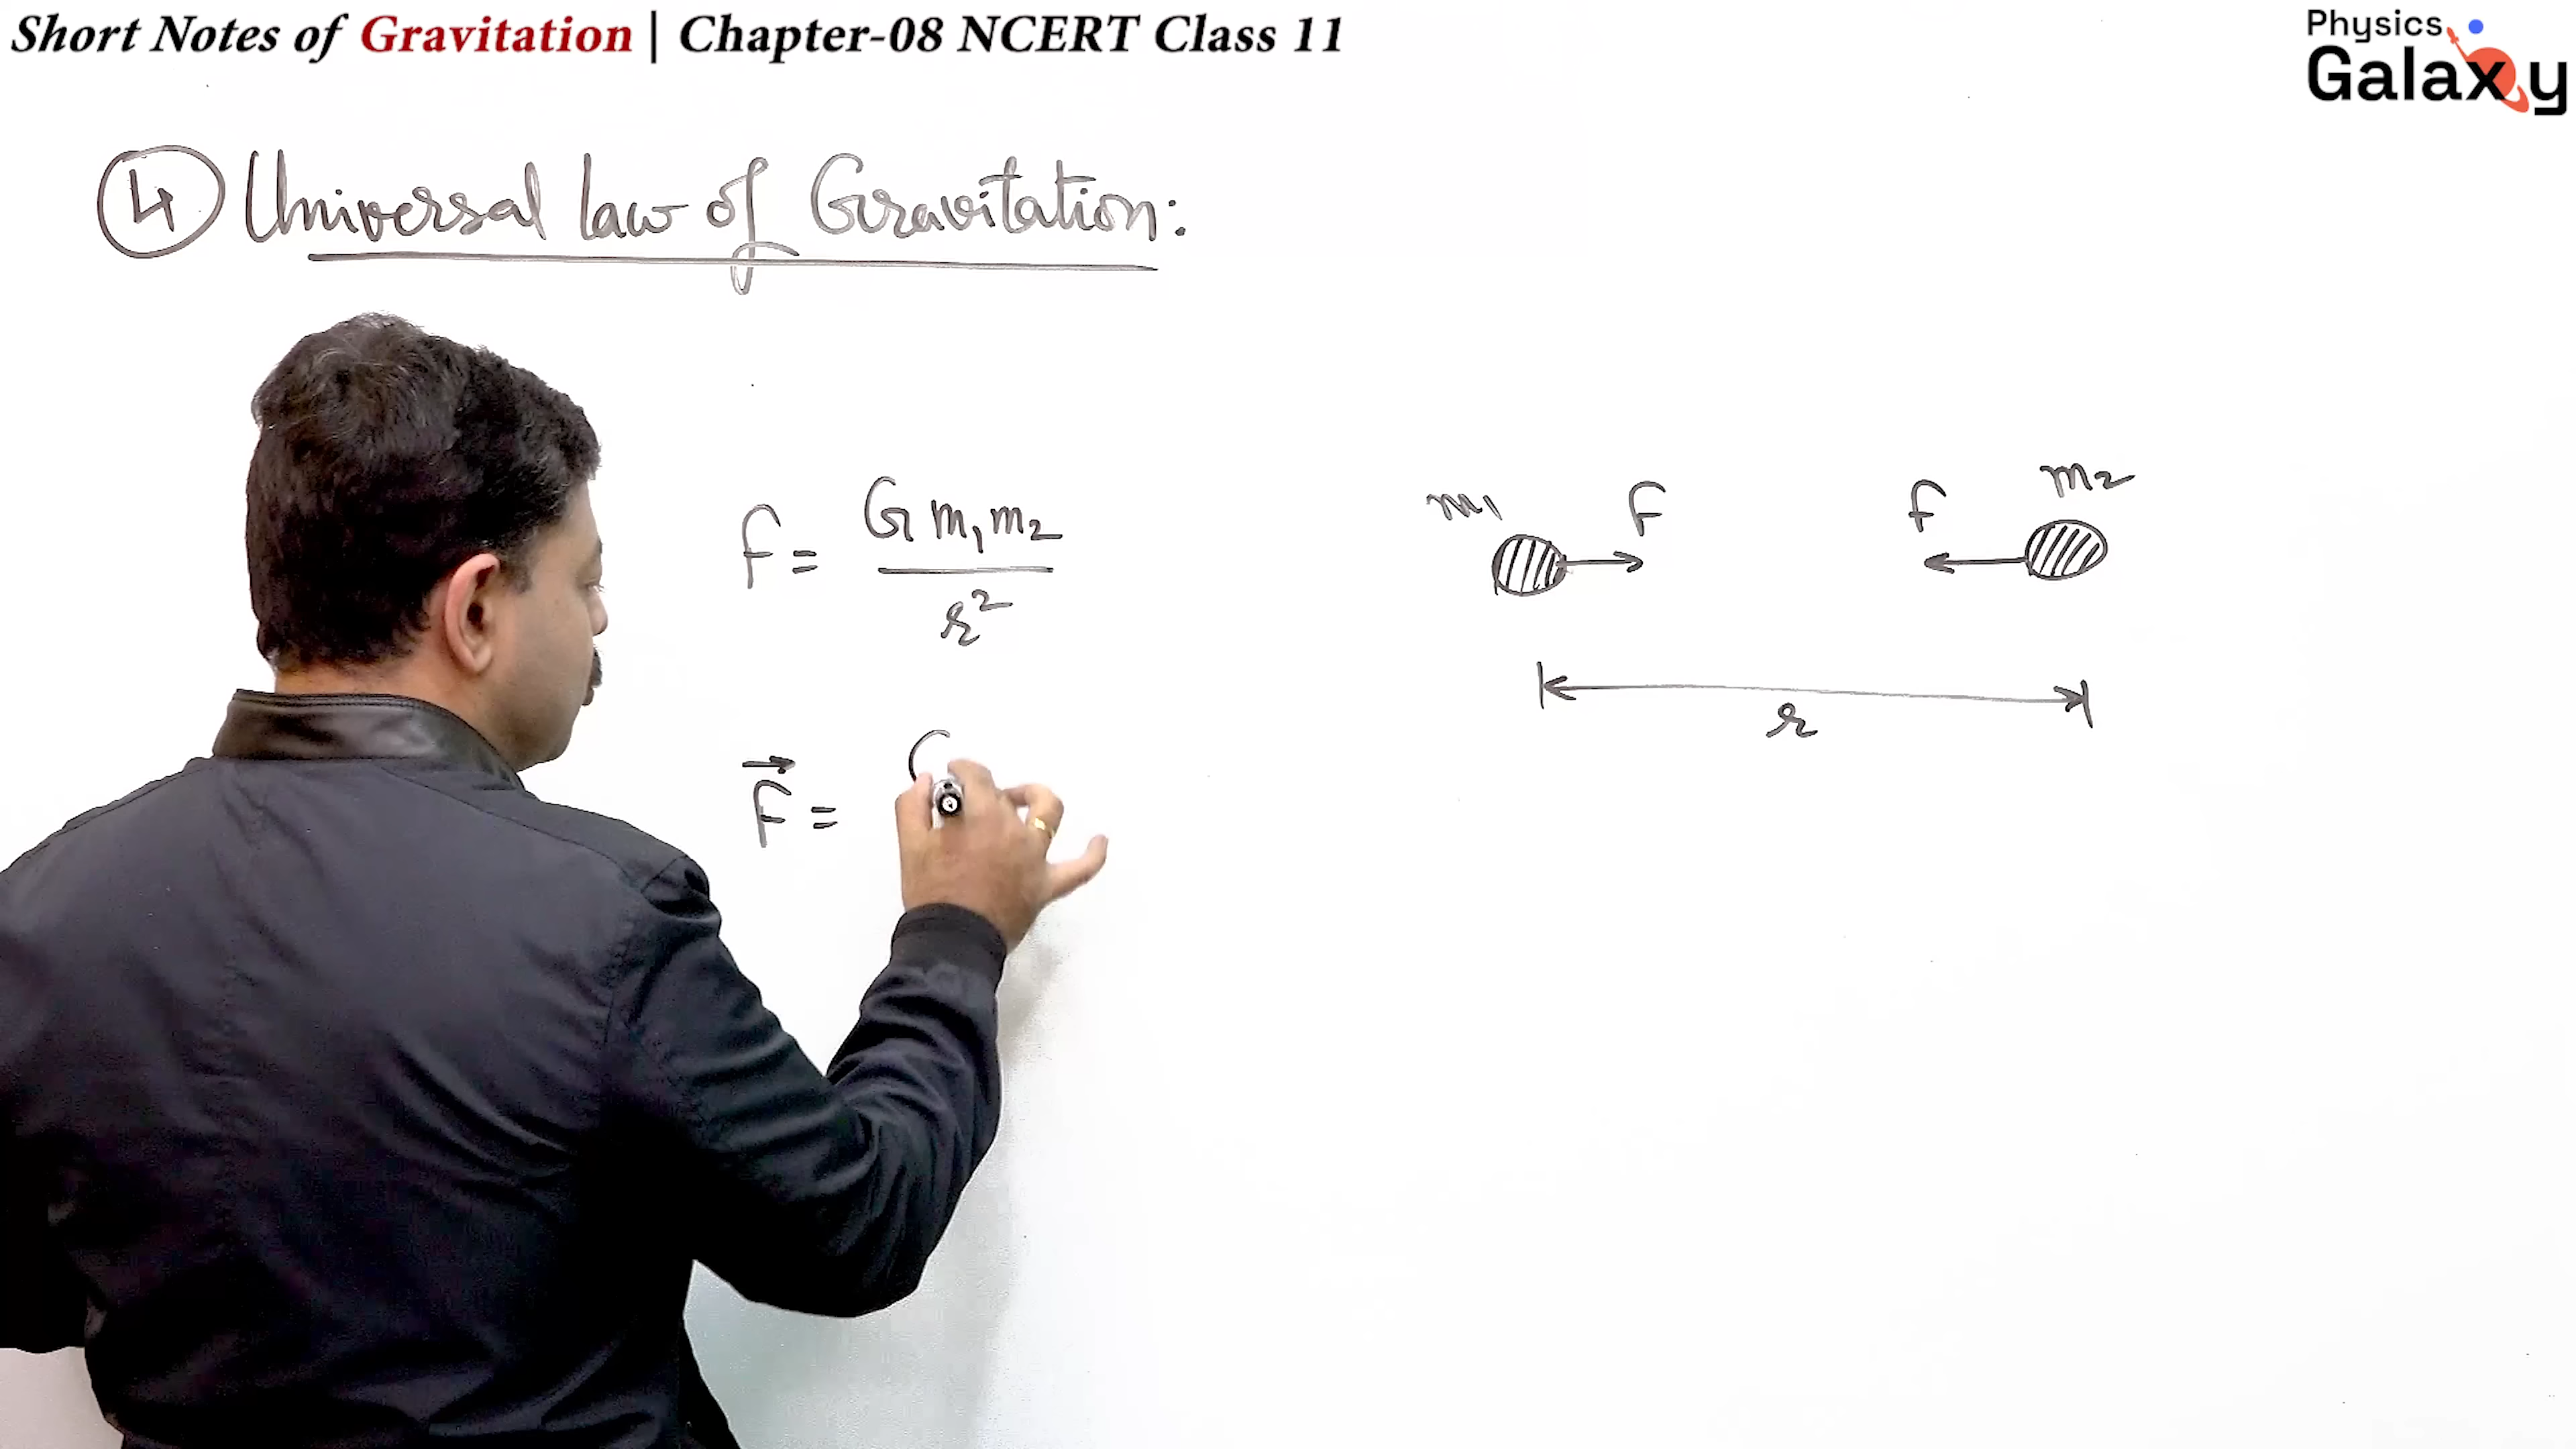 Short Notes of Gravitation | Chapter-08 NCERT Class 11
Physics
Galaxy
4 Universal law of Gravitation:
F = G m₁m₂
r²
m₁
F
F
m₂
r
F⃗ = G